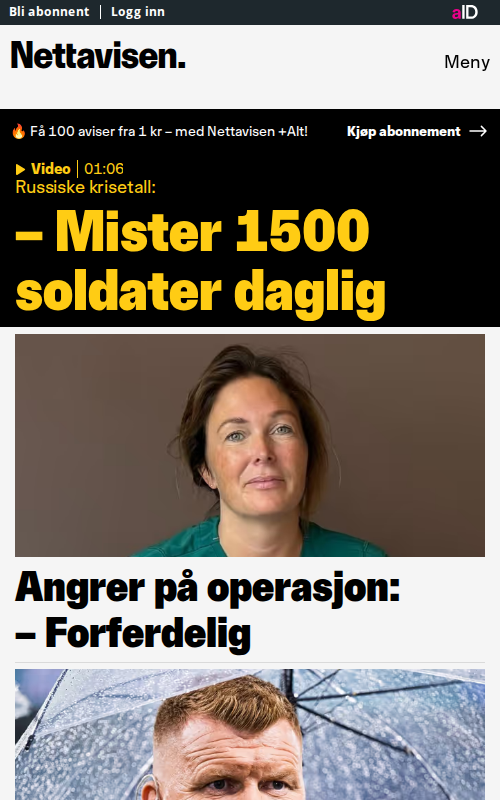 Bli abonnent | Logg inn
aID
Nettavisen.
Meny
🔥 Få 100 aviser fra 1 kr – med Nettavisen +Alt!
Kjøp abonnement →
Video | 01:06
Russiske krisetall:
– Mister 1500
soldater daglig
Angrer på operasjon:
– Forferdelig